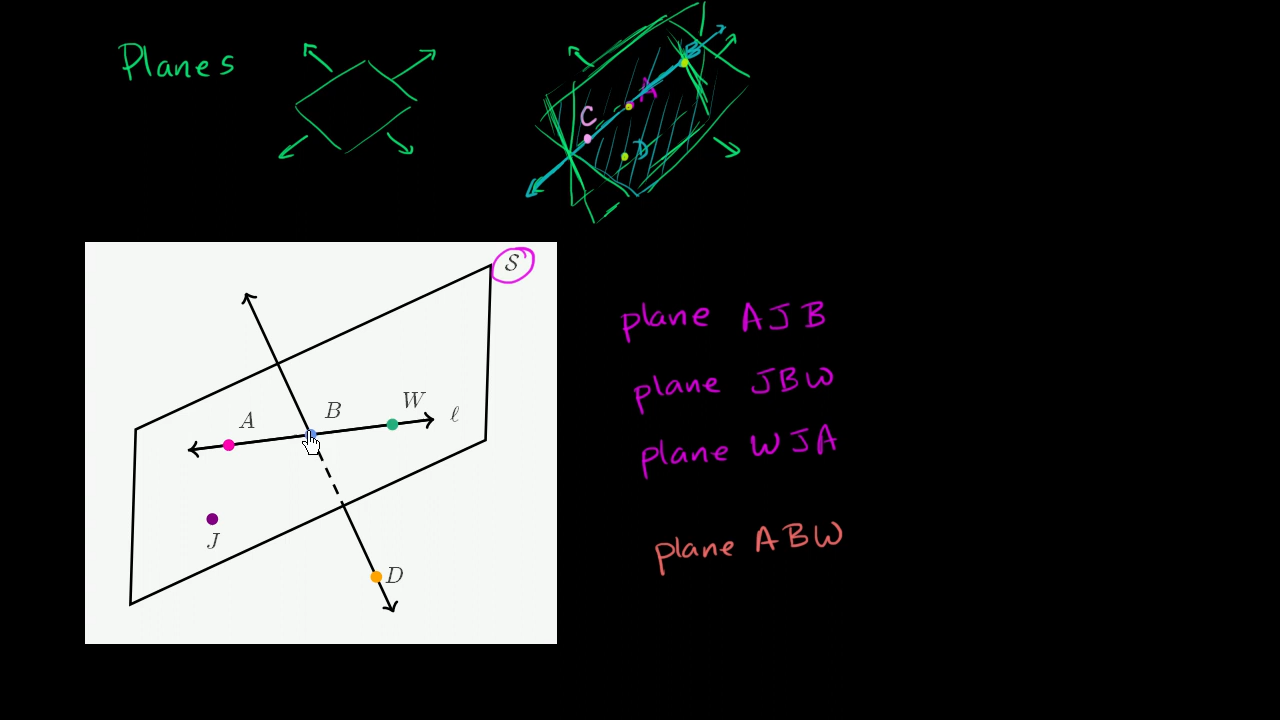 Planes
B
A
C
D
S
plane AJB
plane JBW
plane WJA
plane ABW
A
B
W
ℓ
J
D